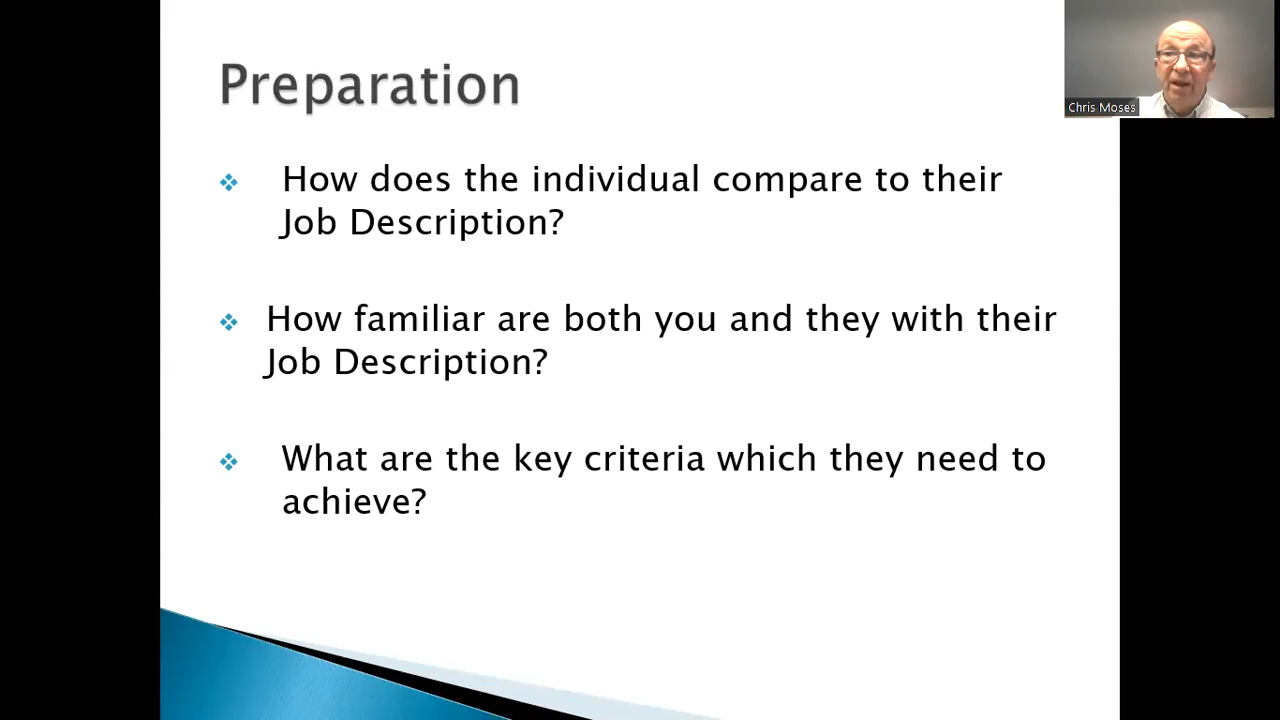 Preparation
Chris Moses
❖ How does the individual compare to their
Job Description?
❖ How familiar are both you and they with their
Job Description?
❖ What are the key criteria which they need to
achieve?